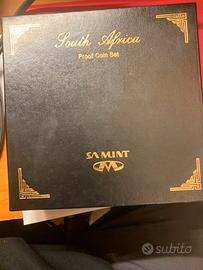 South Africa
Proof Coin Set
SA MINT
subito